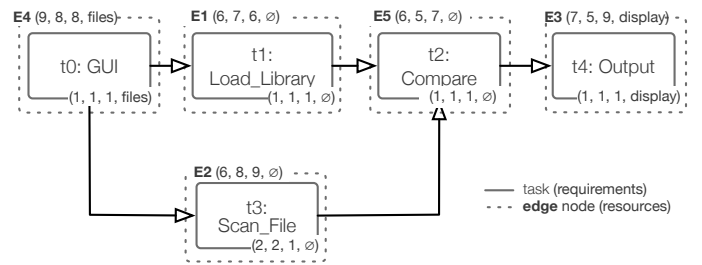 E4 (9, 8, 8, files)
t0: GUI
(1, 1, 1, files)
E1 (6, 7, 6, ∅)
t1:
Load_Library
(1, 1, 1, ∅)
E5 (6, 5, 7, ∅)
t2:
Compare
(1, 1, 1, ∅)
E3 (7, 5, 9, display)
t4: Output
(1, 1, 1, display)
E2 (6, 8, 9, ∅)
t3:
Scan_File
(2, 2, 1, ∅)
task (requirements)
edge node (resources)